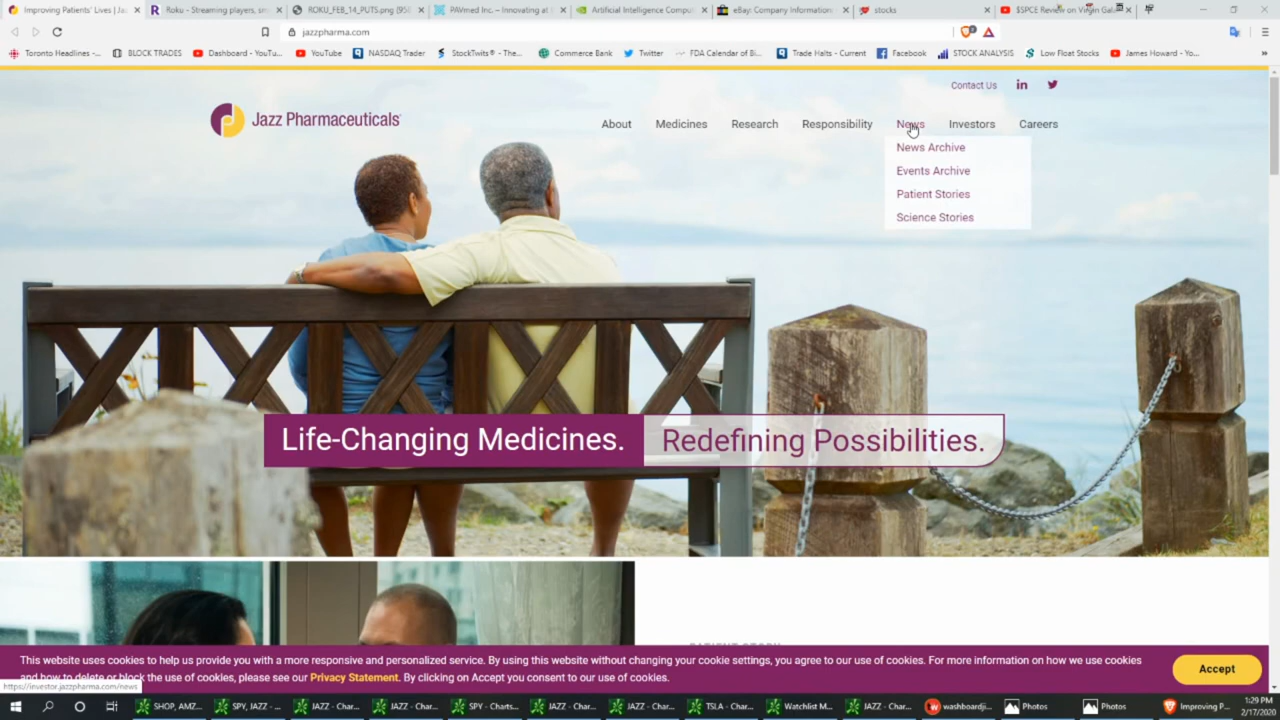 Improving Patients' Lives | Ja
Roku - Streaming players, sm
ROKU_FEB_14_PUTS.png (95
PAVmed Inc. – Innovating at
Artificial Intelligence Comput
eBay: Company Information
stocks
$SPCE Review on Virgin Gala
jazzpharma.com
Toronto Headlines -...
BLOCK TRADES
Dashboard - YouTu...
YouTube
NASDAQ Trader
StockTwits® - The...
Commerce Bank
Twitter
FDA Calendar of Bi...
Trade Halts - Current
Facebook
STOCK ANALYSIS
Low Float Stocks
James Howard - Yo...
Contact Us
Jazz Pharmaceuticals
About
Medicines
Research
Responsibility
News
Investors
Careers
News Archive
Events Archive
Patient Stories
Science Stories
Life-Changing Medicines. Redefining Possibilities.
This website uses cookies to help us provide you with a more responsive and personalized service. By using this website without changing your cookie settings, you agree to our use of cookies. For more information on how we use cookies
and how to delete or block the use of cookies, please see our Privacy Statement. By clicking on Accept you consent to our use of cookies.
Accept
https://investor.jazzpharma.com/news
SHOP, AMZ...
SPY, JAZZ - ...
JAZZ - Char...
JAZZ - Char...
SPY - Charts...
JAZZ - Char...
JAZZ - Char...
TSLA - Char...
Watchlist M...
JAZZ - Char...
washboardji...
Photos
Photos
Improving P...
1:29 PM
2/17/2020